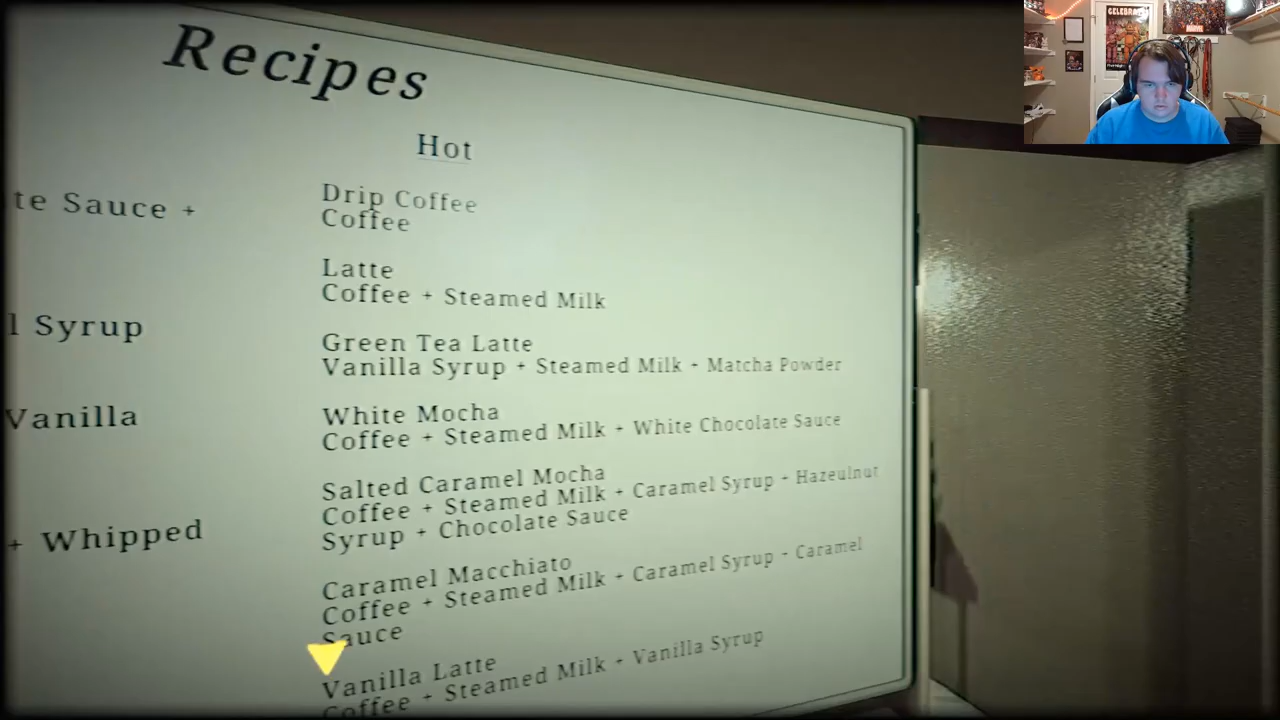 Recipes
Hot
te Sauce +
l Syrup
Vanilla
+ Whipped
Drip Coffee
Coffee
Latte
Coffee + Steamed Milk
Green Tea Latte
Vanilla Syrup + Steamed Milk + Matcha Powder
White Mocha
Coffee + Steamed Milk + White Chocolate Sauce
Salted Caramel Mocha
Coffee + Steamed Milk + Caramel Syrup + Hazeulnut
Syrup + Chocolate Sauce
Caramel Macchiato
Coffee + Steamed Milk + Caramel Syrup + Caramel
Sauce
Vanilla Latte
Coffee + Steamed Milk + Vanilla Syrup
CELEBRA
MARVEL